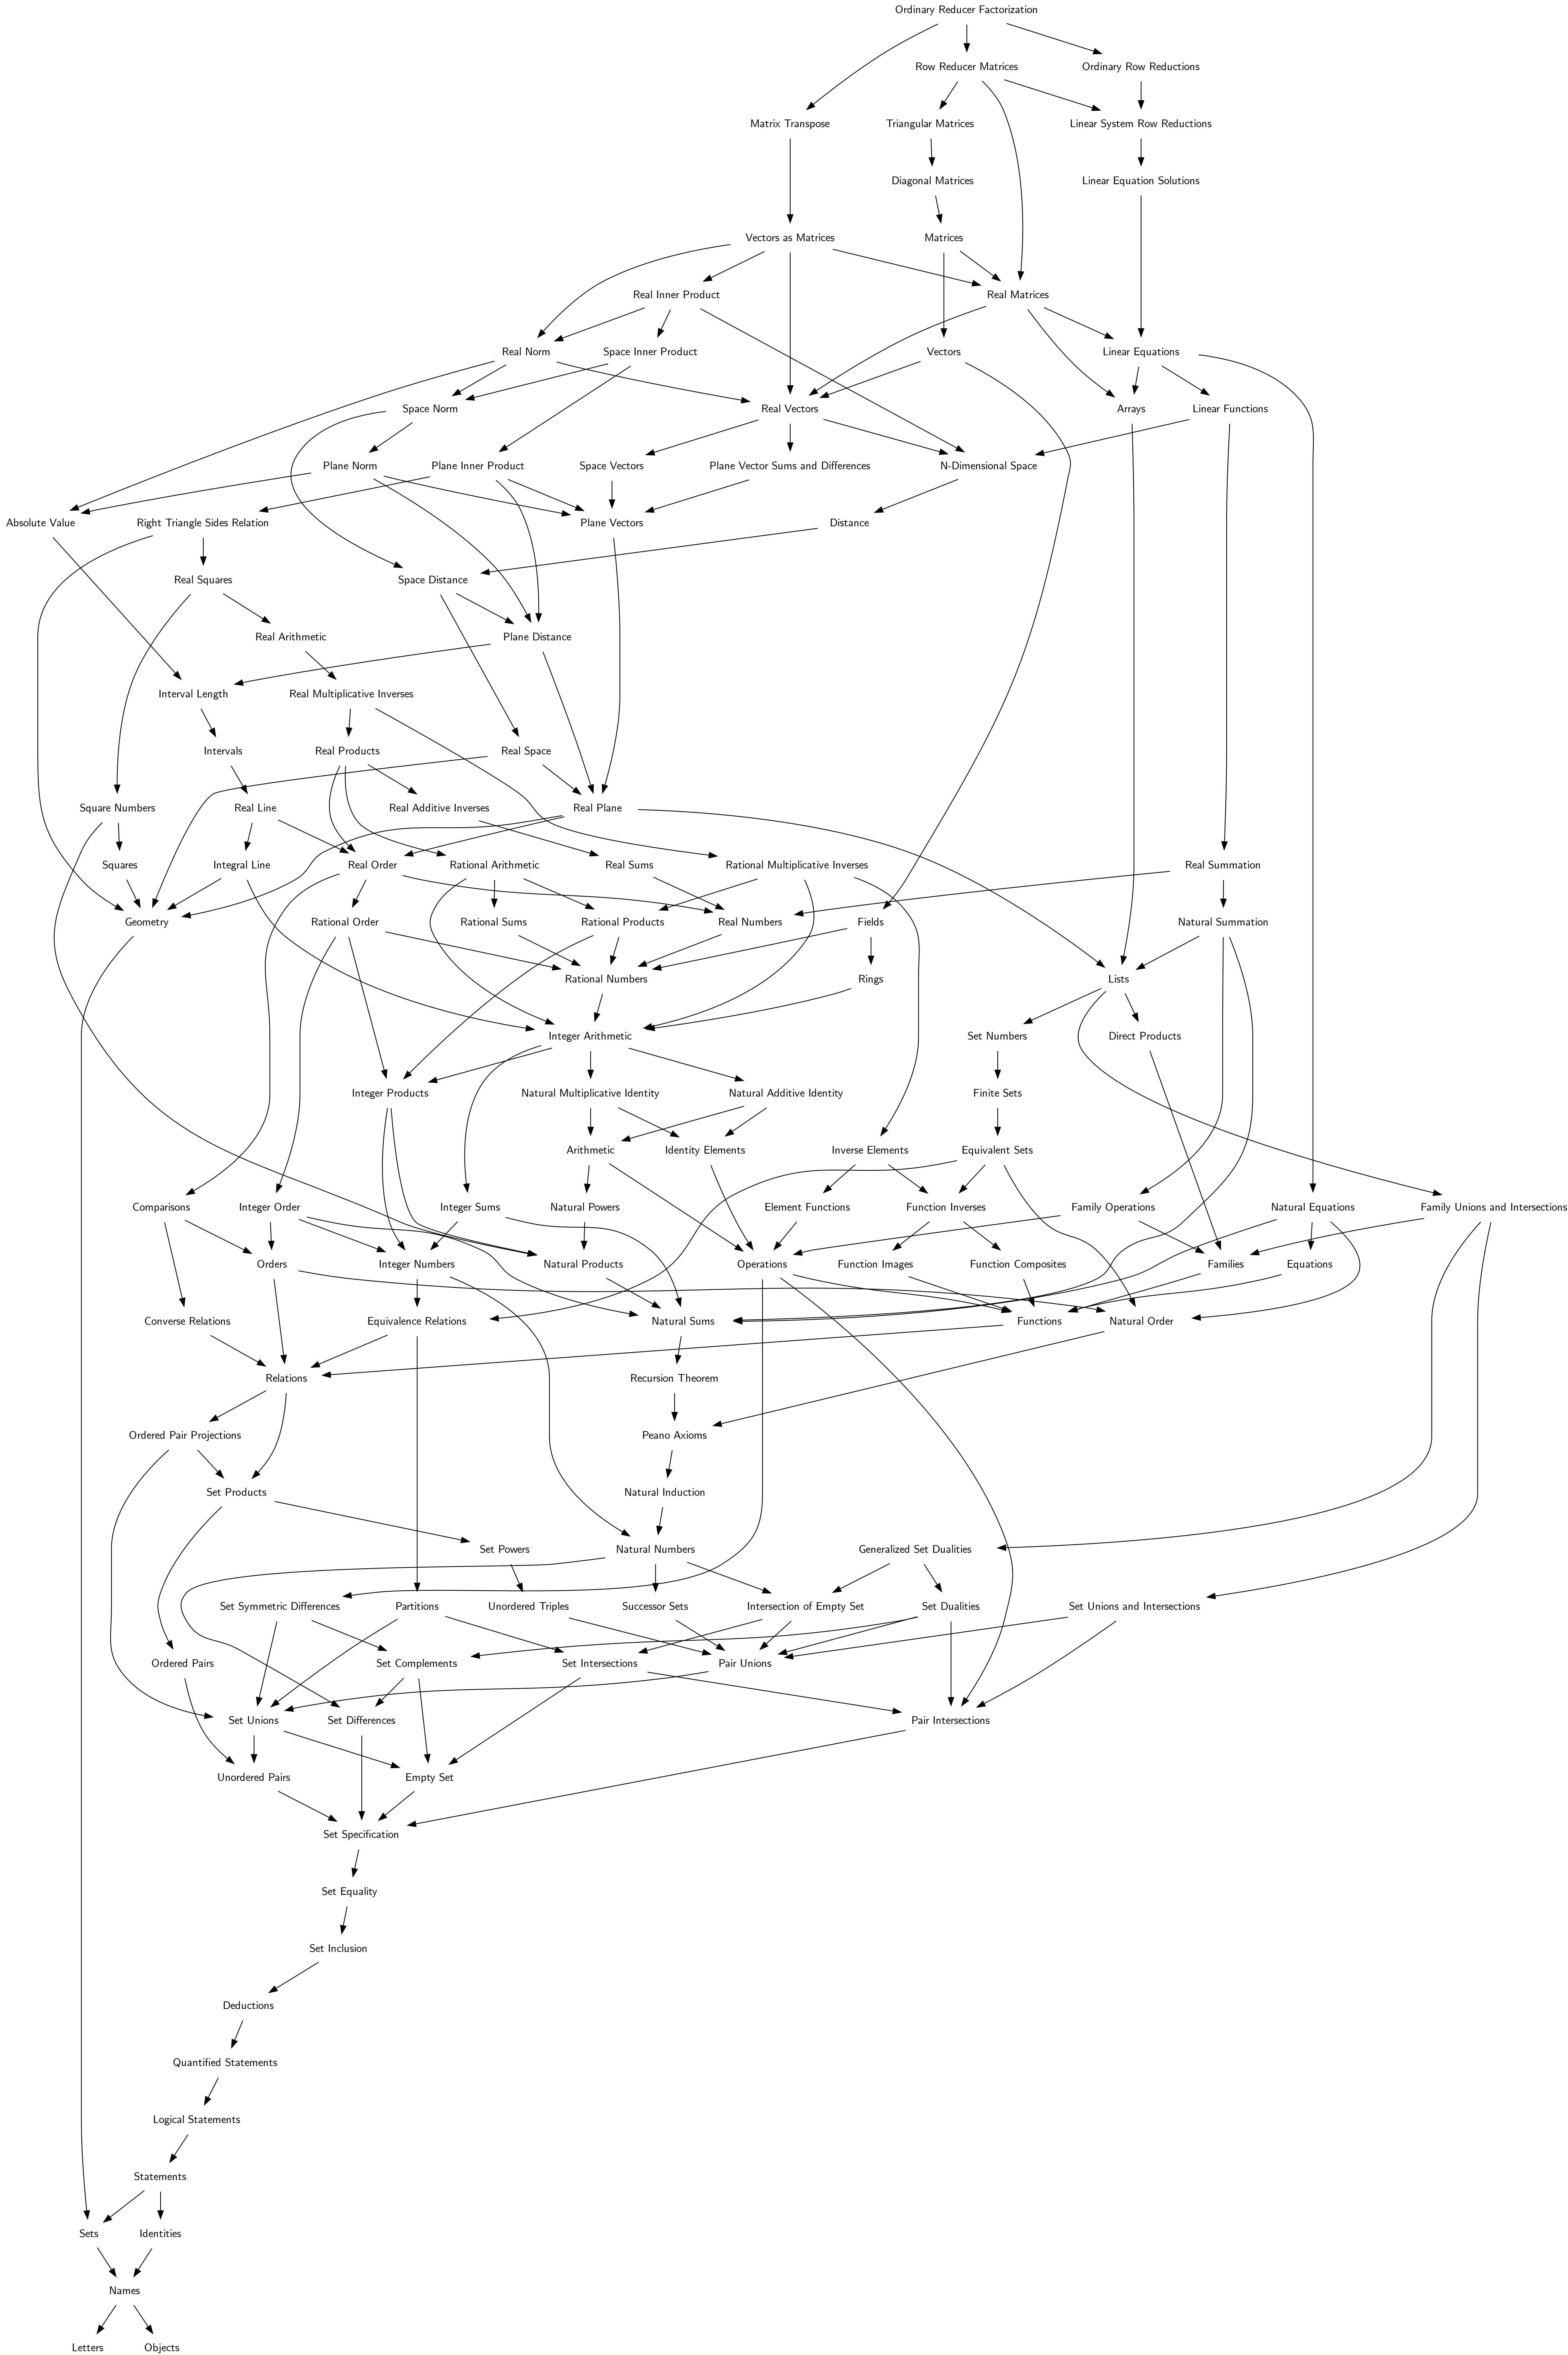 Ordinary Reducer Factorization
Row Reducer Matrices
Ordinary Row Reductions
Matrix Transpose
Triangular Matrices
Linear System Row Reductions
Diagonal Matrices
Linear Equation Solutions
Vectors as Matrices
Matrices
Real Inner Product
Real Matrices
Real Norm
Space Inner Product
Vectors
Linear Equations
Space Norm
Real Vectors
Arrays
Linear Functions
Plane Norm
Plane Inner Product
Space Vectors
Plane Vector Sums and Differences
N-Dimensional Space
Absolute Value
Right Triangle Sides Relation
Plane Vectors
Distance
Real Squares
Space Distance
Real Arithmetic
Plane Distance
Interval Length
Real Multiplicative Inverses
Intervals
Real Products
Real Space
Square Numbers
Real Line
Real Additive Inverses
Real Plane
Squares
Integral Line
Real Order
Rational Arithmetic
Real Sums
Rational Multiplicative Inverses
Real Summation
Geometry
Rational Order
Rational Sums
Rational Products
Real Numbers
Fields
Natural Summation
Rational Numbers
Rings
Lists
Integer Arithmetic
Set Numbers
Direct Products
Integer Products
Natural Multiplicative Identity
Natural Additive Identity
Finite Sets
Arithmetic
Identity Elements
Inverse Elements
Equivalent Sets
Comparisons
Integer Order
Integer Sums
Natural Powers
Element Functions
Function Inverses
Family Operations
Natural Equations
Family Unions and Intersections
Orders
Integer Numbers
Natural Products
Operations
Function Images
Function Composites
Families
Equations
Converse Relations
Equivalence Relations
Natural Sums
Functions
Natural Order
Relations
Recursion Theorem
Ordered Pair Projections
Peano Axioms
Set Products
Natural Induction
Set Powers
Natural Numbers
Generalized Set Dualities
Set Symmetric Differences
Partitions
Unordered Triples
Successor Sets
Intersection of Empty Set
Set Dualities
Set Unions and Intersections
Ordered Pairs
Set Complements
Set Intersections
Pair Unions
Set Unions
Set Differences
Pair Intersections
Unordered Pairs
Empty Set
Set Specification
Set Equality
Set Inclusion
Deductions
Quantified Statements
Logical Statements
Statements
Sets
Identities
Names
Letters
Objects